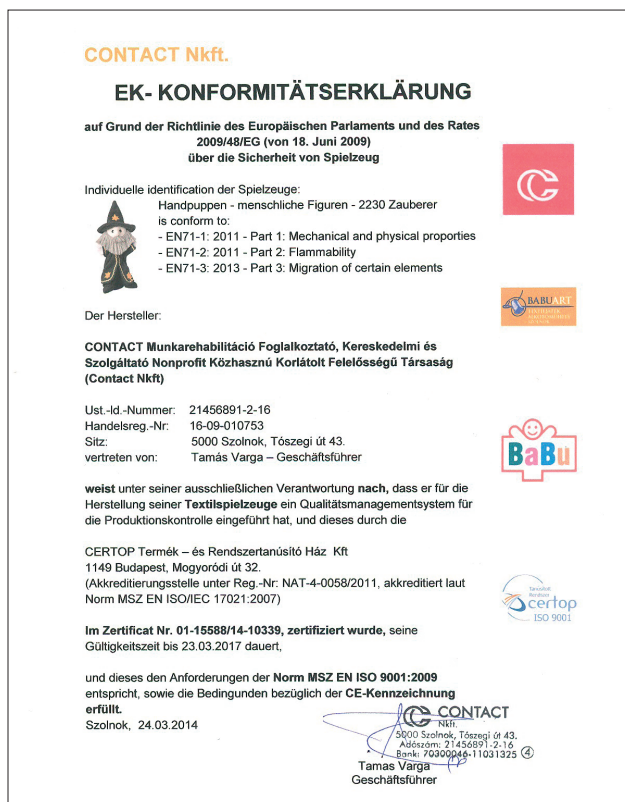 CONTACT Nkft.
EK- KONFORMITÄTSERKLÄRUNG
auf Grund der Richtlinie des Europäischen Parlaments und des Rates
2009/48/EG (von 18. Juni 2009)
über die Sicherheit von Spielzeug
Individuelle identification der Spielzeuge:
Handpuppen - menschliche Figuren - 2230 Zauberer
is conform to:
- EN71-1: 2011 - Part 1: Mechanical and physical proporties
- EN71-2: 2011 - Part 2: Flammability
- EN71-3: 2013 - Part 3: Migration of certain elements
BABUART
Der Hersteller:
CONTACT Munkarehabilitáció Foglalkoztató, Kereskedelmi és
Szolgáltató Nonprofit Közhasznú Korlátolt Felelősségű Társaság
(Contact Nkft)
Ust.-Id.-Nummer: 21456891-2-16
Handelsreg.-Nr: 16-09-010753
Sitz: 5000 Szolnok, Tószegi út 43.
vertreten von: Tamás Varga – Geschäftsführer
BaBu
weist unter seiner ausschließlichen Verantwortung nach, dass er für die
Herstellung seiner Textilspielzeuge ein Qualitätsmanagementsystem für
die Produktionskontrolle eingeführt hat, und dieses durch die
CERTOP Termék – és Rendszertanúsító Ház Kft
1149 Budapest, Mogyoródi út 32.
(Akkreditierungsstelle unter Reg.-Nr: NAT-4-0058/2011, akkreditiert laut
Norm MSZ EN ISO/IEC 17021:2007)
certop
ISO 9001
Im Zertificat Nr. 01-15588/14-10339, zertifiziert wurde, seine
Gültigkeitszeit bis 23.03.2017 dauert,
und dieses den Anforderungen der Norm MSZ EN ISO 9001:2009
entspricht, sowie die Bedingunden bezüglich der CE-Kennzeichnung
erfüllt.
Szolnok, 24.03.2014
CONTACT
Nkft.
5000 Szolnok, Tószegi út 43.
Adószám: 21456891-2-16
Bank: 70300046-11031325 4
Tamas Varga
Geschäftsführer